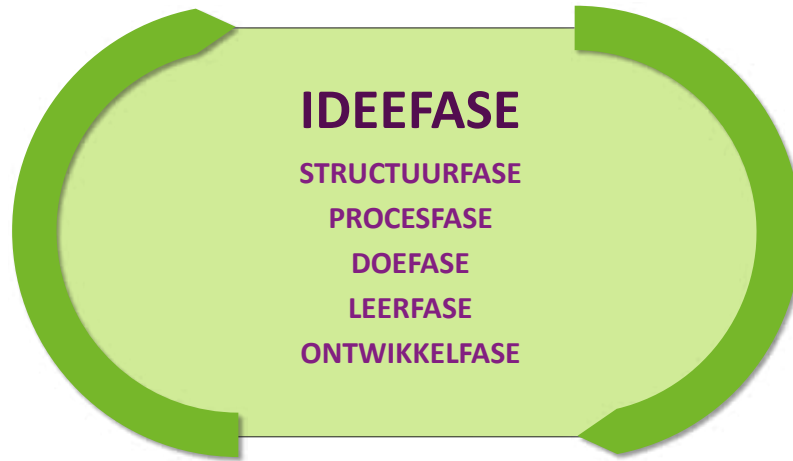 IDEEFASE
STRUCTUURFASE
PROCESFASE
DOEFASE
LEERFASE
ONTWIKKELFASE